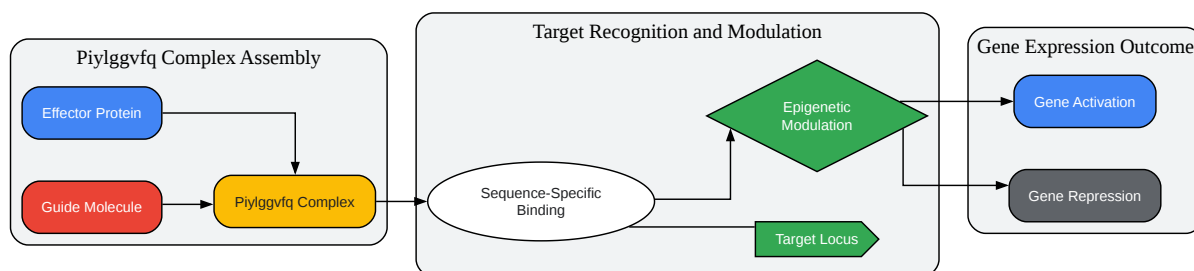 Piylggvfq Complex Assembly
Effector Protein
Guide Molecule
Piylggvfq Complex
Target Recognition and Modulation
Sequence-Specific
Binding
Epigenetic
Modulation
Target Locus
Gene Expression Outcome
Gene Activation
Gene Repression